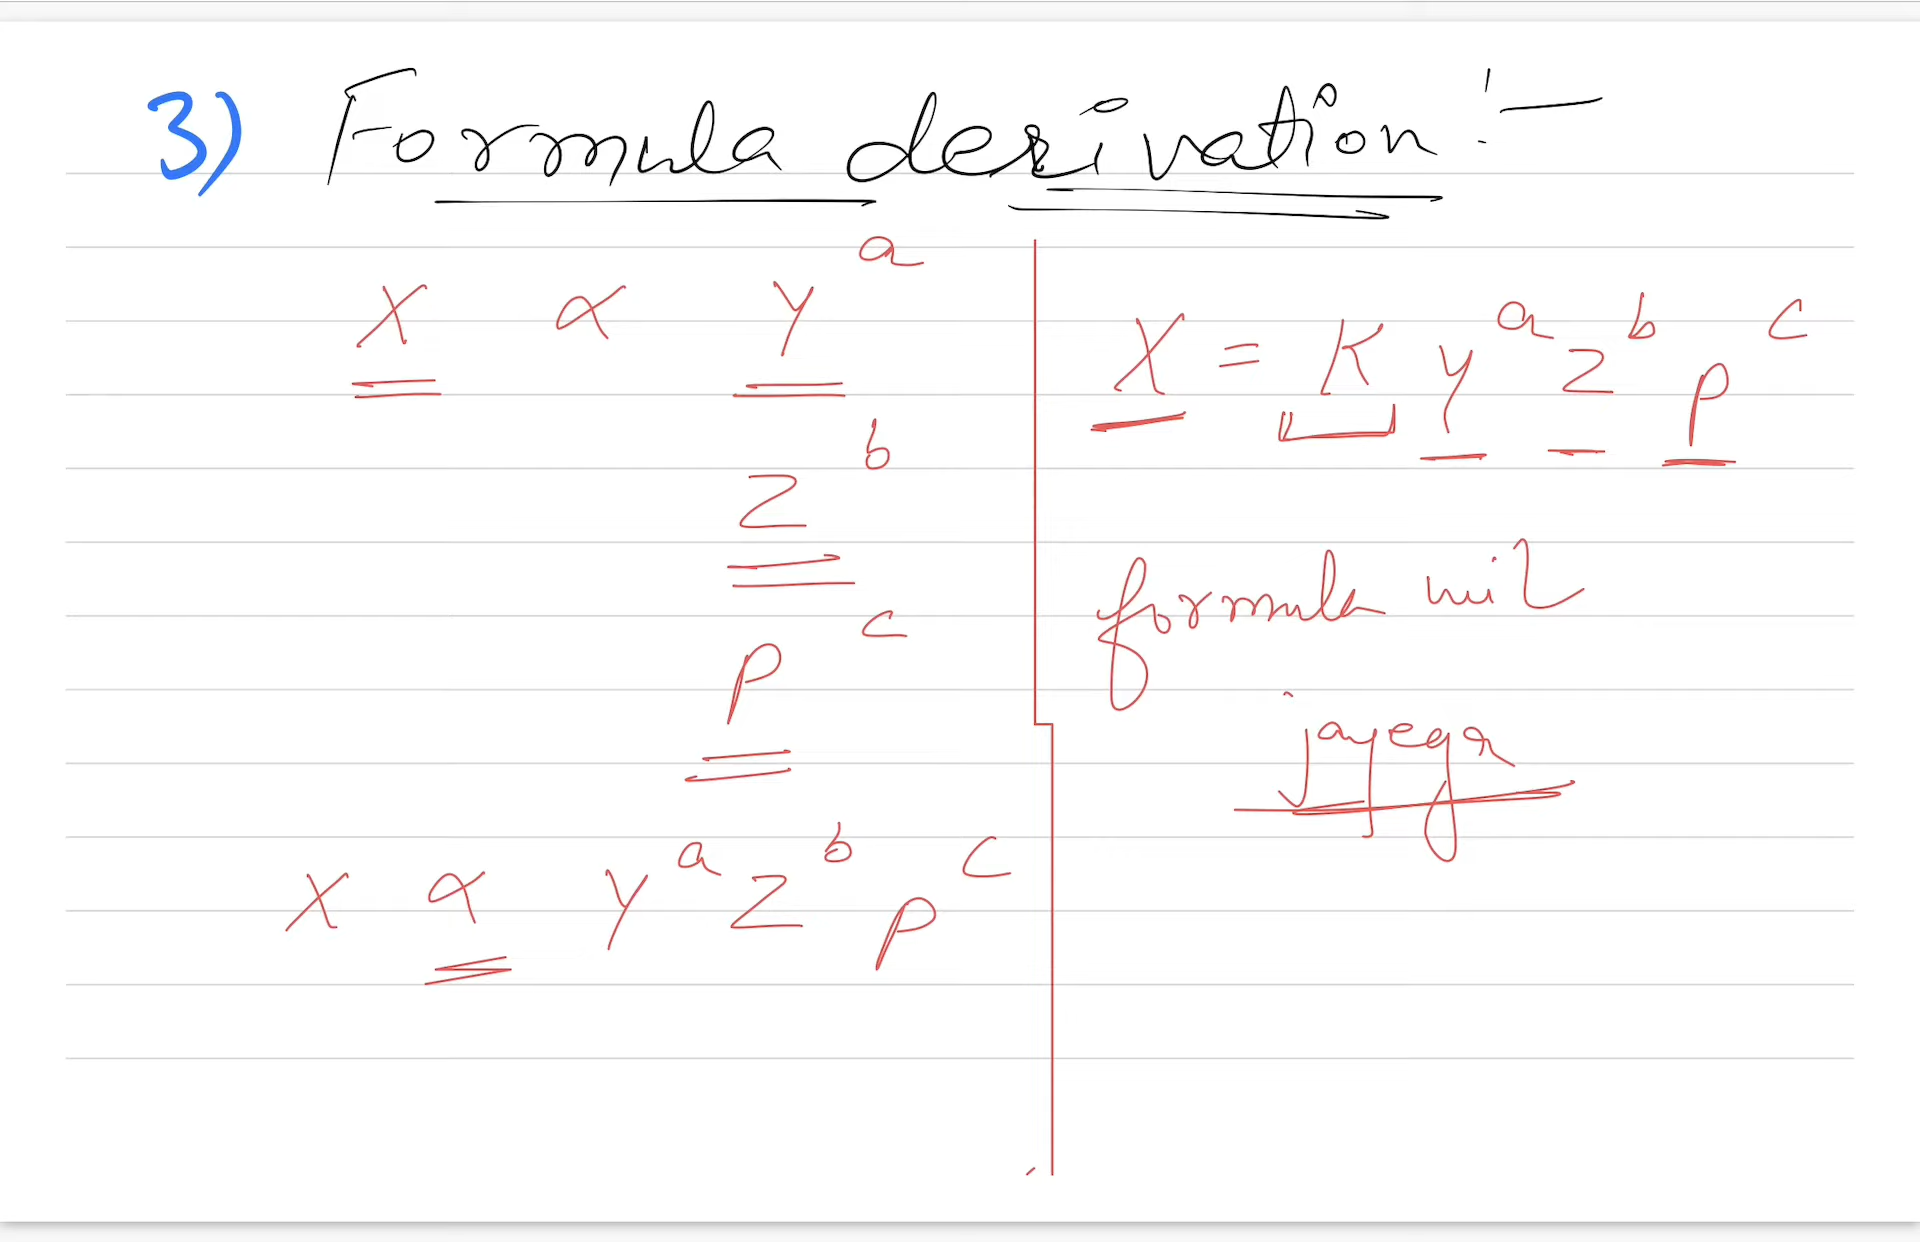 3) Formula derivation :-
X α Y^a
Z^b
P^c
X α Y^a Z^b P^c
X = K Y^a Z^b P^c
formula mil
jayega